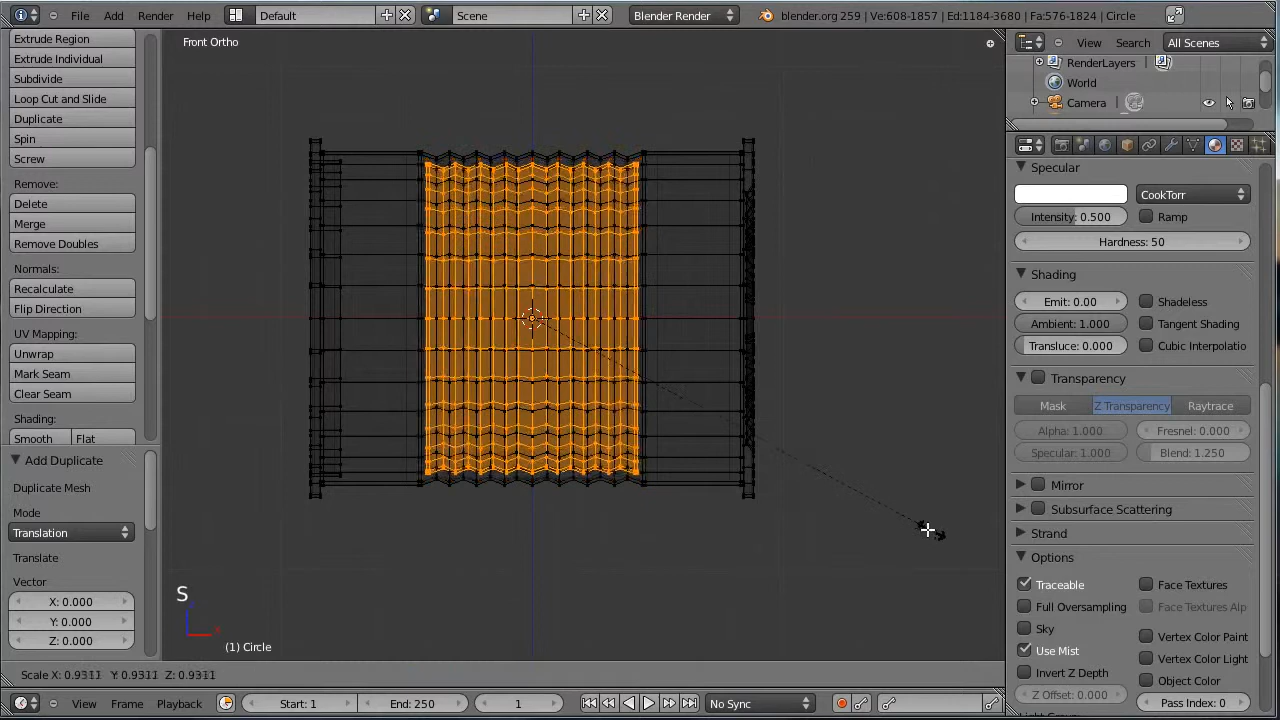 File Add Render Help Default Scene Blender Render blender.org 259 | Ve:608-1857 | Ed:1184-3680 | Fa:576-1824 | Circle
Extrude Region
Extrude Individual
Subdivide
Loop Cut and Slide
Duplicate
Spin
Screw
Remove:
Delete
Merge
Remove Doubles
Normals:
Recalculate
Flip Direction
UV Mapping:
Unwrap
Mark Seam
Clear Seam
Shading:
Smooth Flat
Add Duplicate
Duplicate Mesh
Mode
Translation
Translate
Vector
X: 0.000
Y: 0.000
Z: 0.000
Front Ortho
S
(1) Circle
Scale X: 0.9311 Y: 0.9311 Z: 0.9311
View Search All Scenes
RenderLayers
World
Camera
Specular
CookTorr
Intensity: 0.500 Ramp
Hardness: 50
Shading
Emit: 0.00 Shadeless
Ambient: 1.000 Tangent Shading
Transluce: 0.000 Cubic Interpolatio
Transparency
Mask Z Transparency Raytrace
Alpha: 1.000 Fresnel: 0.000
Specular: 1.000 Blend: 1.250
Mirror
Subsurface Scattering
Strand
Options
Traceable Face Textures
Full Oversampling Face Textures Alp
Sky Vertex Color Paint
Use Mist Vertex Color Light
Invert Z Depth Object Color
Z Offset: 0.000 Pass Index: 0
View Frame Playback Start: 1 End: 250 1 No Sync